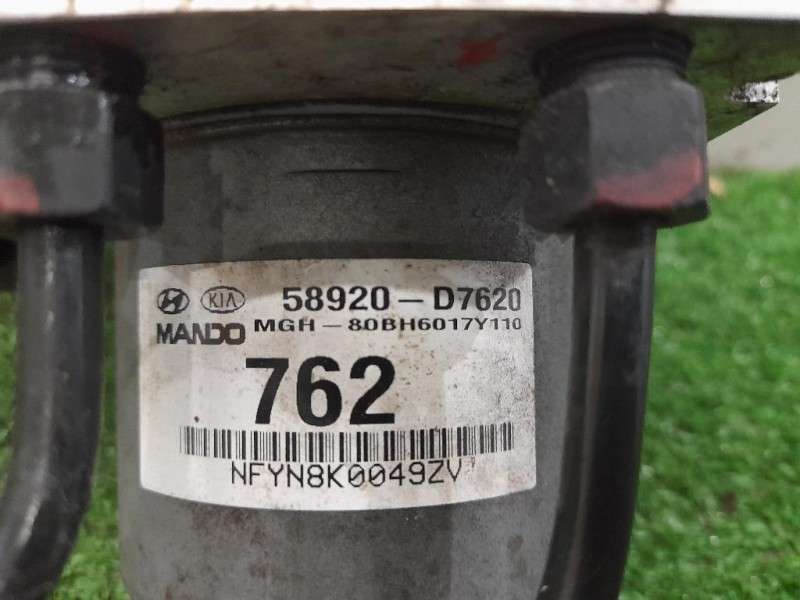 KIA 58920-D7620
MANDO MGH-80BH6017Y110
762
NFYN8K0049ZV